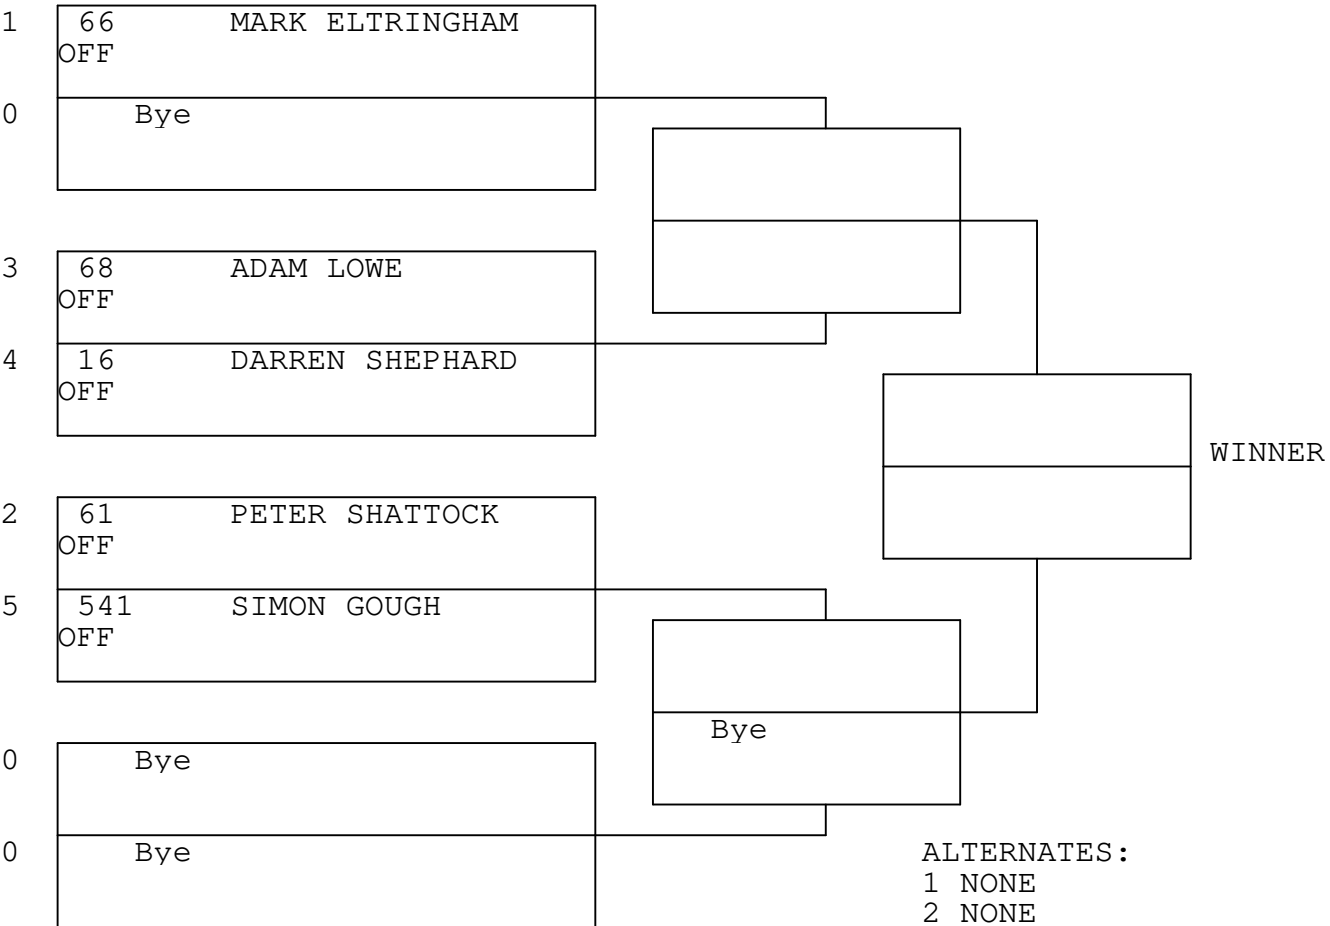 1 66 MARK ELTRINGHAM
OFF
0 Bye
3 68 ADAM LOWE
OFF
4 16 DARREN SHEPHARD
OFF
WINNER
2 61 PETER SHATTOCK
OFF
5 541 SIMON GOUGH
OFF
Bye
0 Bye
0 Bye
ALTERNATES:
1 NONE
2 NONE